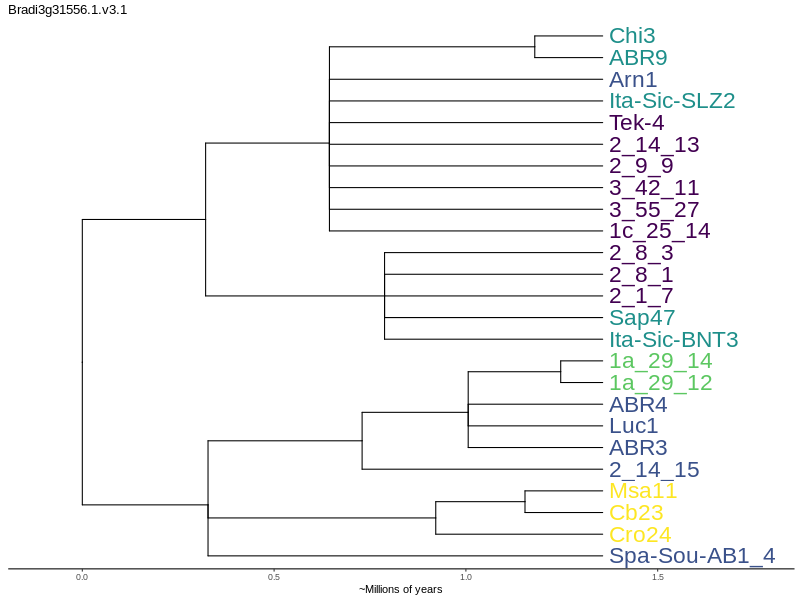 Bradi3g31556.1.v3.1
Chi3
ABR9
Arn1
Ita-Sic-SLZ2
Tek-4
2_14_13
2_9_9
3_42_11
3_55_27
1c_25_14
2_8_3
2_8_1
2_1_7
Sap47
Ita-Sic-BNT3
1a_29_14
1a_29_12
ABR4
Luc1
ABR3
2_14_15
Msa11
Cb23
Cro24
Spa-Sou-AB1_4
0.0 0.5 1.0 1.5
~Millions of years